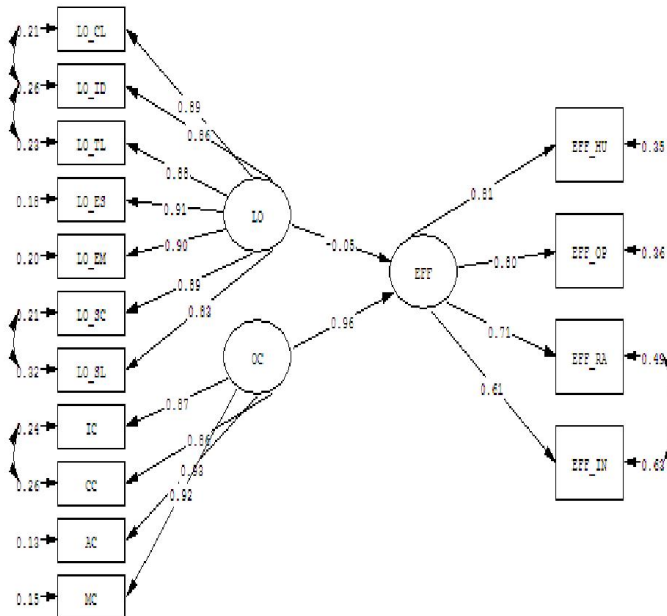 0.21 LO_CL
0.26 LO_ID
0.23 LO_TL
0.18 LO_ES
0.20 LO_EM
0.21 LO_SC
0.32 LO_SL
0.24 IC
0.26 CC
0.13 AC
0.15 MC
0.89
0.86
0.88
0.91
0.90
0.89
0.83
0.87
0.86
0.93
0.92
LO
OC
-0.05
0.96
EFF
0.81
0.80
0.71
0.61
EFF_HU 0.35
EFF_OP 0.36
EFF_RA 0.49
EFF_IN 0.63